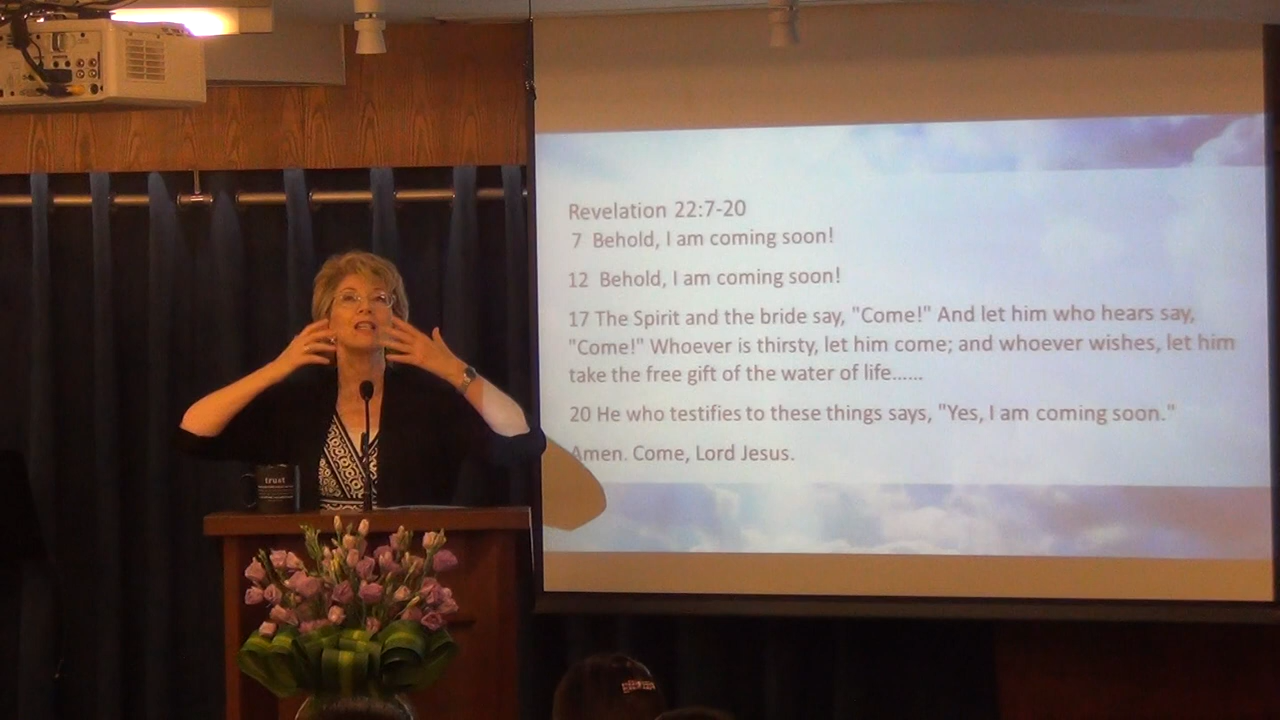 Revelation 22:7-20
7 Behold, I am coming soon!
12 Behold, I am coming soon!
17 The Spirit and the bride say, "Come!" And let him who hears say,
"Come!" Whoever is thirsty, let him come; and whoever wishes, let him
take the free gift of the water of life......
20 He who testifies to these things says, "Yes, I am coming soon."
Amen. Come, Lord Jesus.
trust